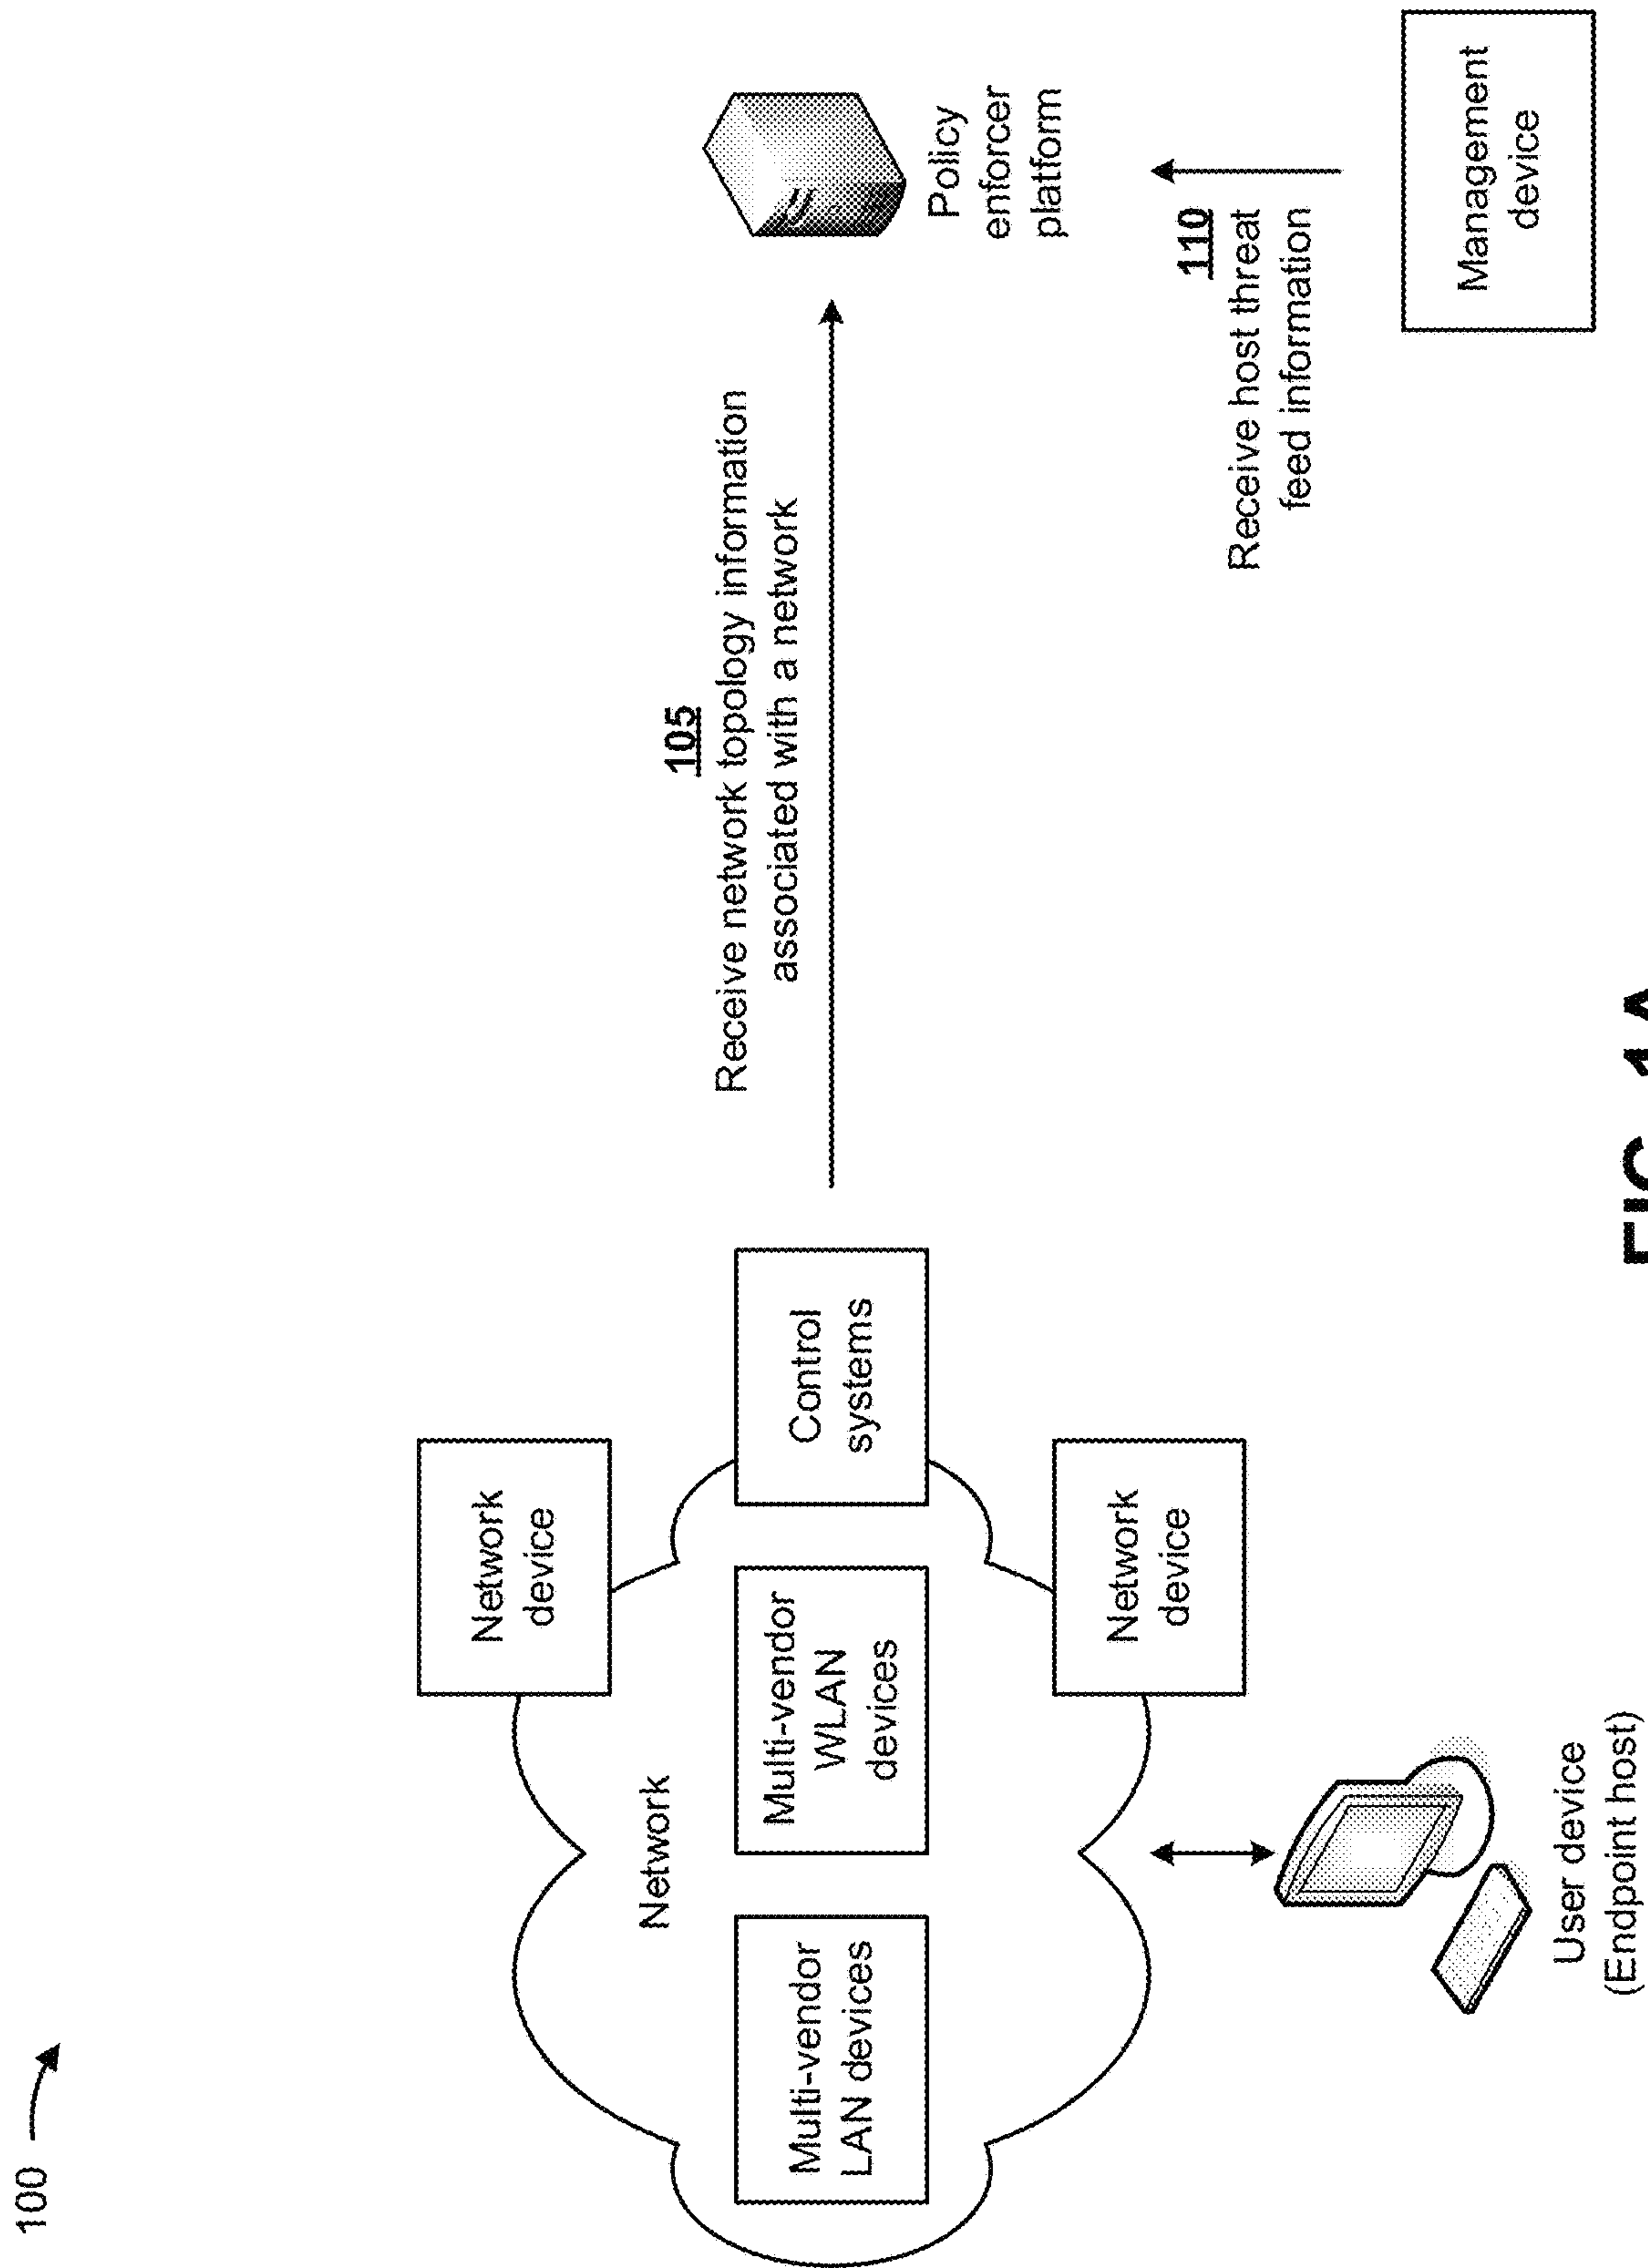 100
105
Receive network topology information
associated with a network
Network
device
Network
Multi-vendor
LAN devices
Multi-vendor
WLAN
devices
Control
systems
Policy
enforcer
platform
110
Receive host threat
feed information
Network
device
User device
(Endpoint host)
Management
device
FIG. 1A